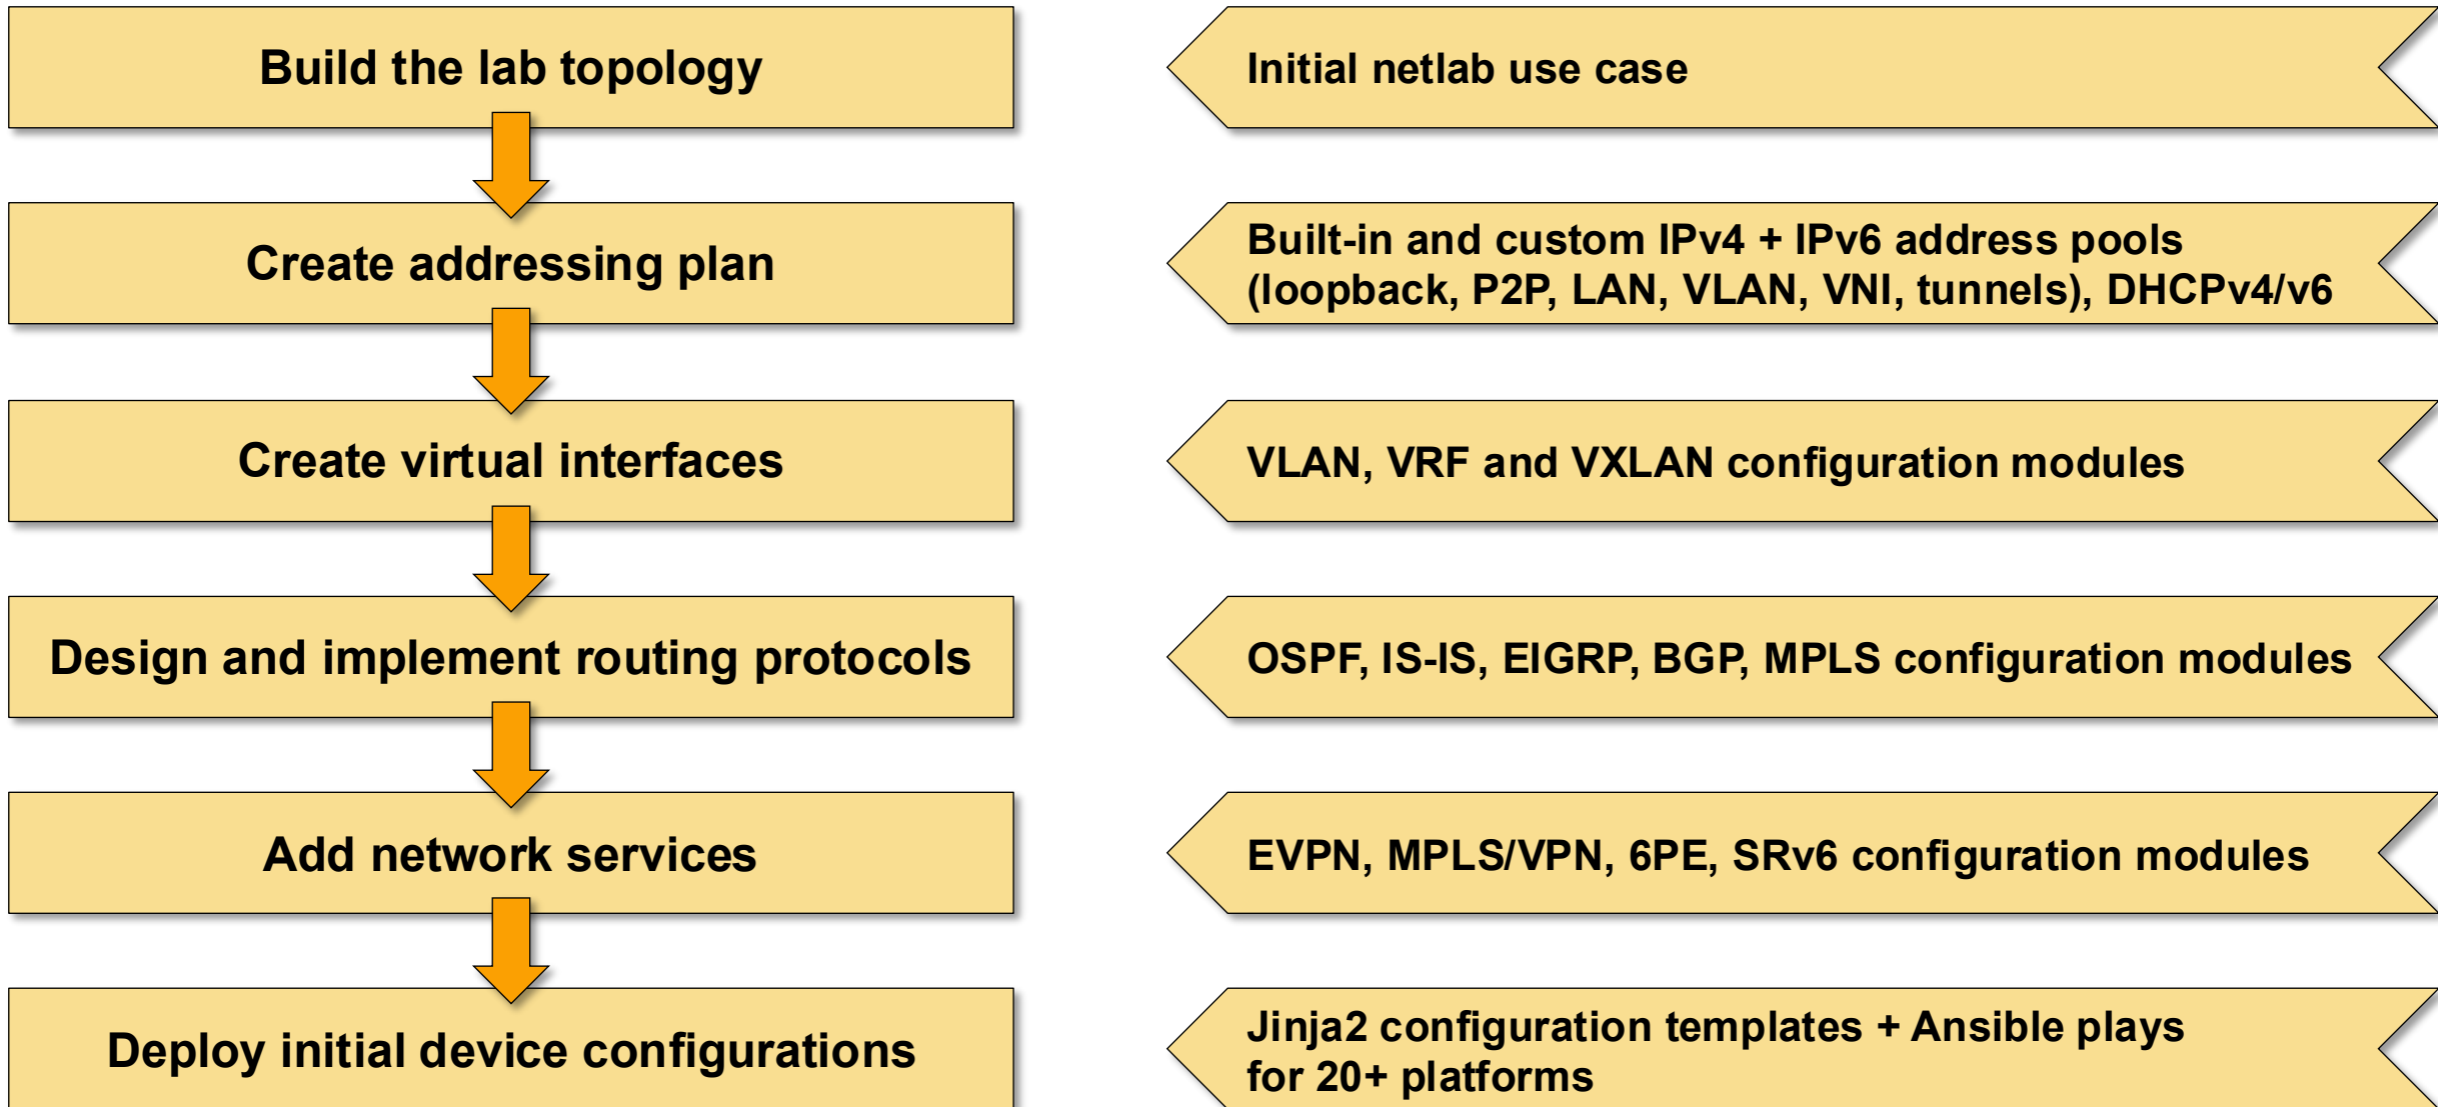 Build the lab topology
Initial netlab use case
Create addressing plan
Built-in and custom IPv4 + IPv6 address pools
(loopback, P2P, LAN, VLAN, VNI, tunnels), DHCPv4/v6
Create virtual interfaces
VLAN, VRF and VXLAN configuration modules
Design and implement routing protocols
OSPF, IS-IS, EIGRP, BGP, MPLS configuration modules
Add network services
EVPN, MPLS/VPN, 6PE, SRv6 configuration modules
Deploy initial device configurations
Jinja2 configuration templates + Ansible plays
for 20+ platforms